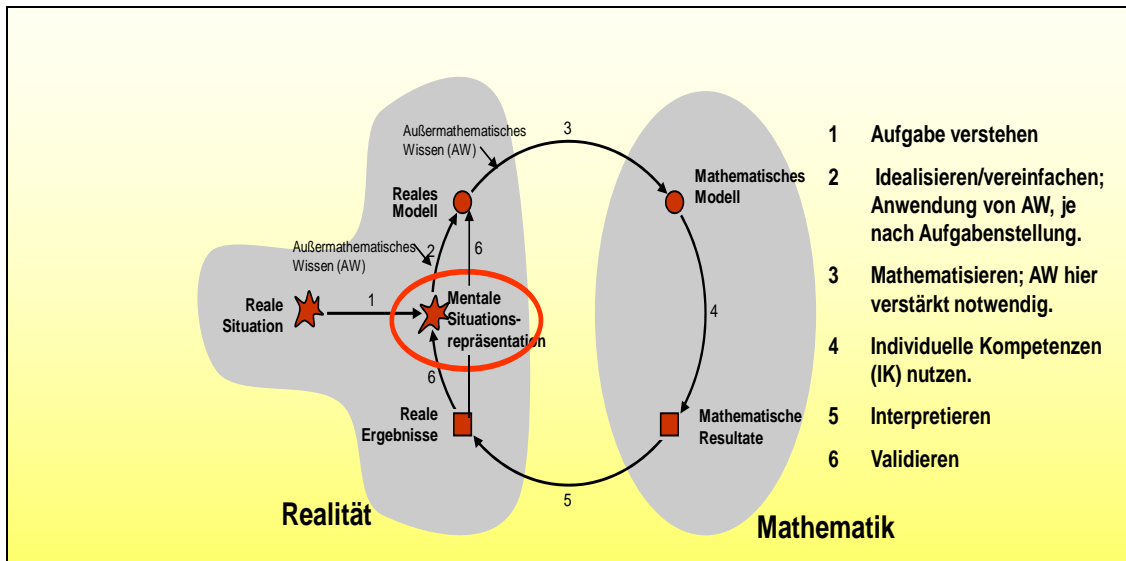 3
Außermathematisches
Wissen (AW)
Reales
Modell
Mathematisches
Modell
Außermathematisches
Wissen (AW)
2
6
Reale
Situation
1
Mentale
Situations-
repräsentation
4
6
Reale
Ergebnisse
Mathematische
Resultate
5
Realität
Mathematik
1 Aufgabe verstehen
2 Idealisieren/vereinfachen;
Anwendung von AW, je
nach Aufgabenstellung.
3 Mathematisieren; AW hier
verstärkt notwendig.
4 Individuelle Kompetenzen
(IK) nutzen.
5 Interpretieren
6 Validieren